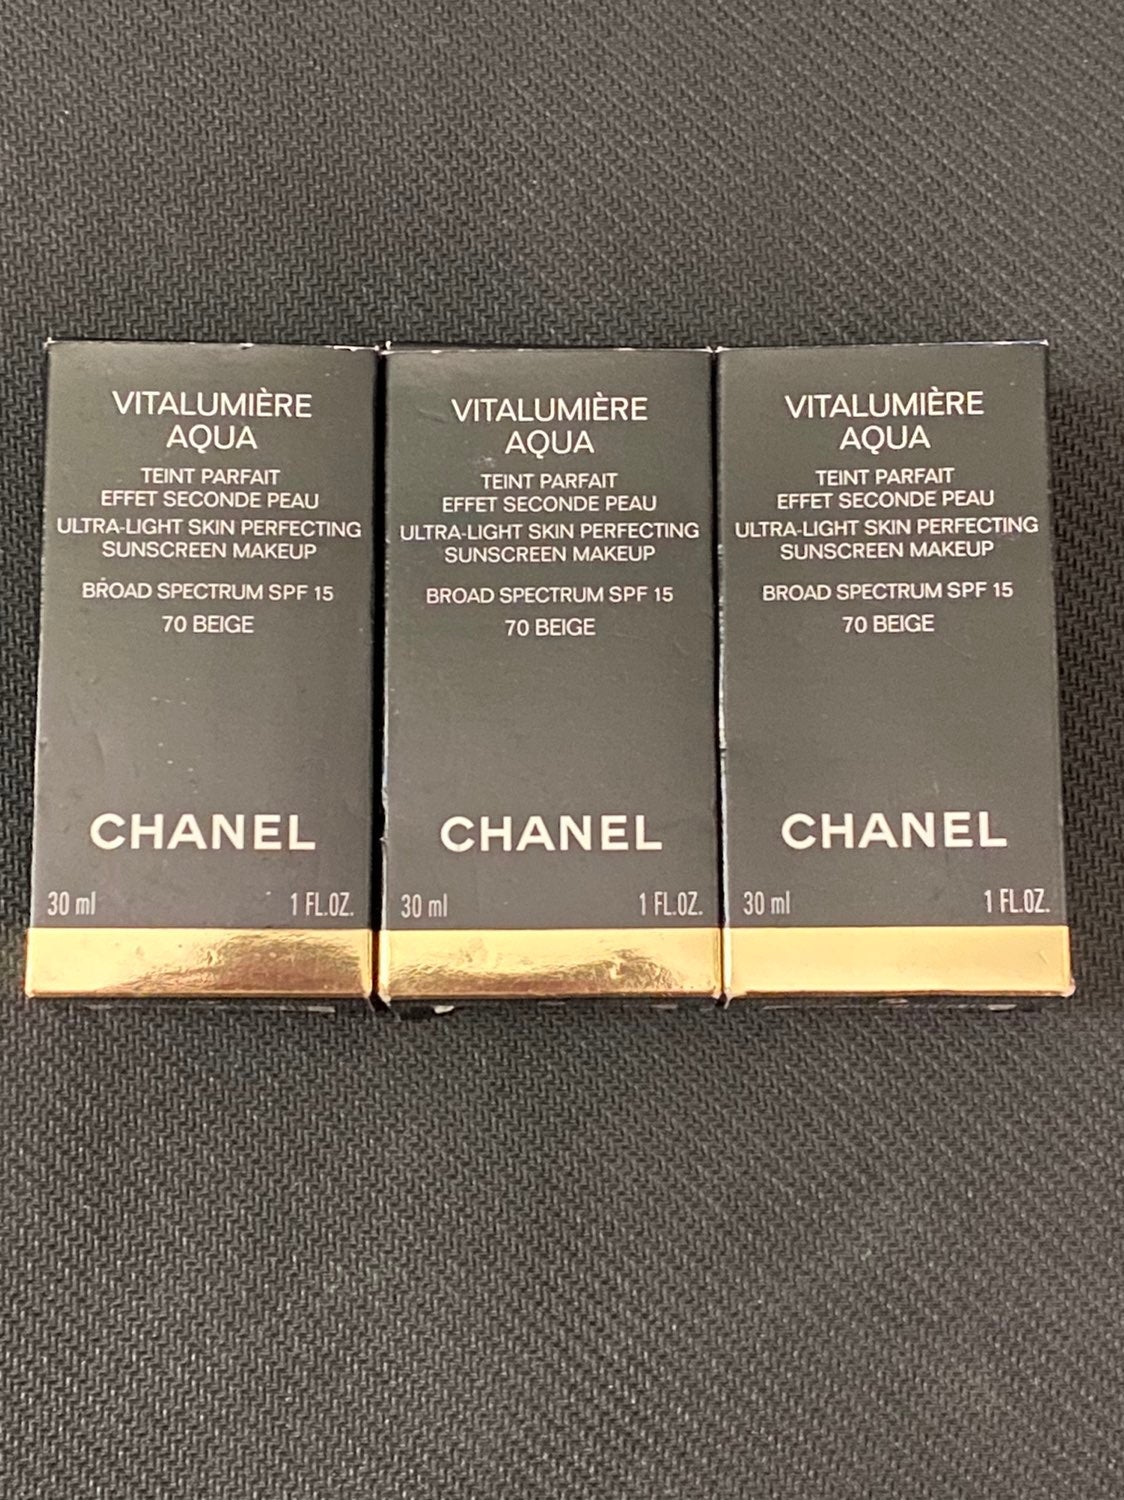 VITALUMIÈRE
AQUA
TEINT PARFAIT
EFFET SECONDE PEAU
ULTRA-LIGHT SKIN PERFECTING
SUNSCREEN MAKEUP
BROAD SPECTRUM SPF 15
70 BEIGE
CHANEL
30 ml 1 FL.OZ.
VITALUMIÈRE
AQUA
TEINT PARFAIT
EFFET SECONDE PEAU
ULTRA-LIGHT SKIN PERFECTING
SUNSCREEN MAKEUP
BROAD SPECTRUM SPF 15
70 BEIGE
CHANEL
30 ml 1 FL.OZ.
VITALUMIÈRE
AQUA
TEINT PARFAIT
EFFET SECONDE PEAU
ULTRA-LIGHT SKIN PERFECTING
SUNSCREEN MAKEUP
BROAD SPECTRUM SPF 15
70 BEIGE
CHANEL
30 ml 1 FL.OZ.